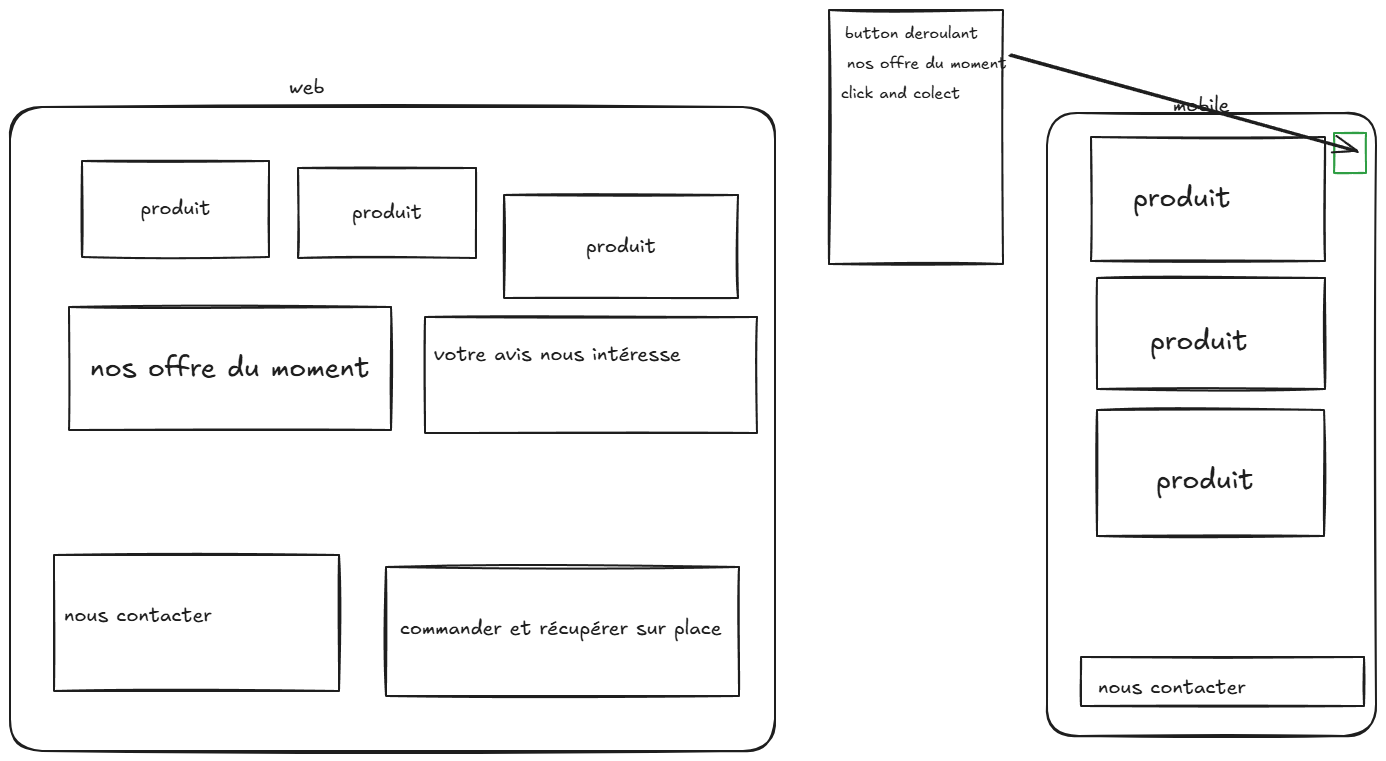 web
produit
produit
produit
nos offre du moment
votre avis nous intéresse
nous contacter
commander et récupérer sur place
button deroulant
nos offre du moment
click and colect
mobile
produit
produit
produit
nous contacter